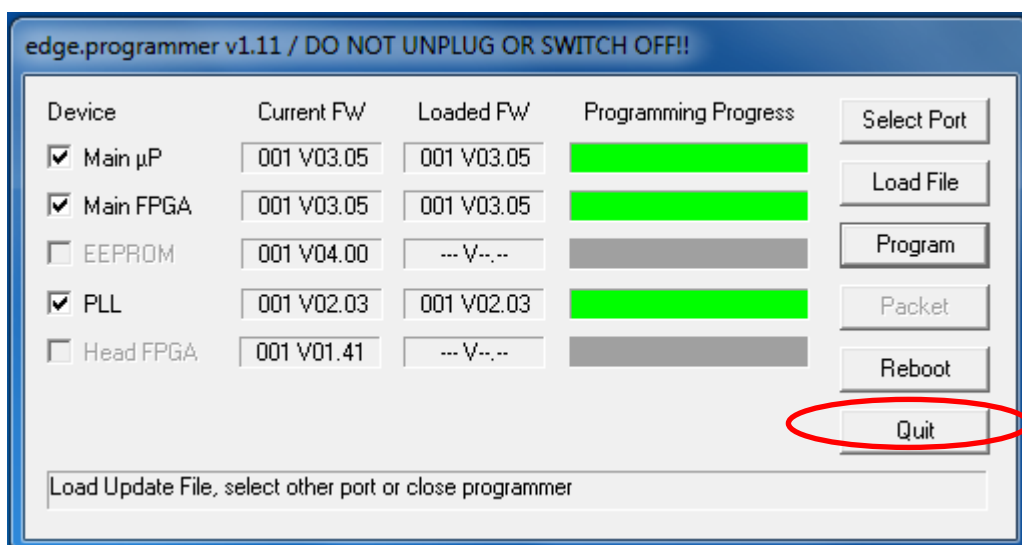 edge.programmer v1.11 / DO NOT UNPLUG OR SWITCH OFF!!
Device Current FW Loaded FW Programming Progress Select Port
Main µP 001 V03.05 001 V03.05
Load File
Main FPGA 001 V03.05 001 V03.05
EEPROM 001 V04.00 --- V--.-- Program
PLL 001 V02.03 001 V02.03 Packet
Head FPGA 001 V01.41 --- V--.-- Reboot
Quit
Load Update File, select other port or close programmer